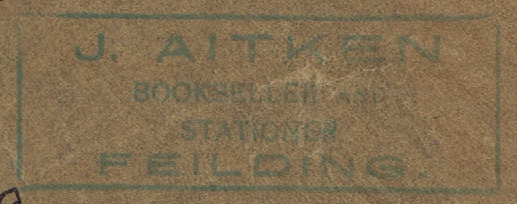 J. AITKEN
BOOKSELLER AND
STATIONER
FEILDING.